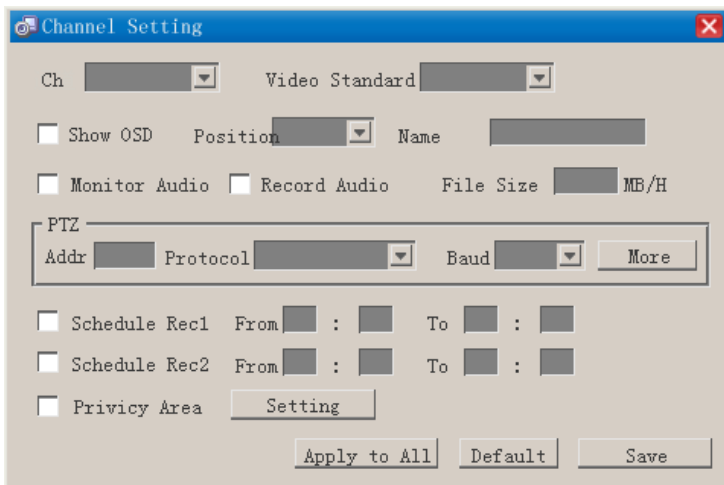 Channel Setting
Ch Video Standard
Show OSD Position Name
Monitor Audio Record Audio File Size MB/H
PTZ
Addr Protocol Baud More
Schedule Rec1 From : To :
Schedule Rec2 From : To :
Privicy Area Setting
Apply to All Default Save